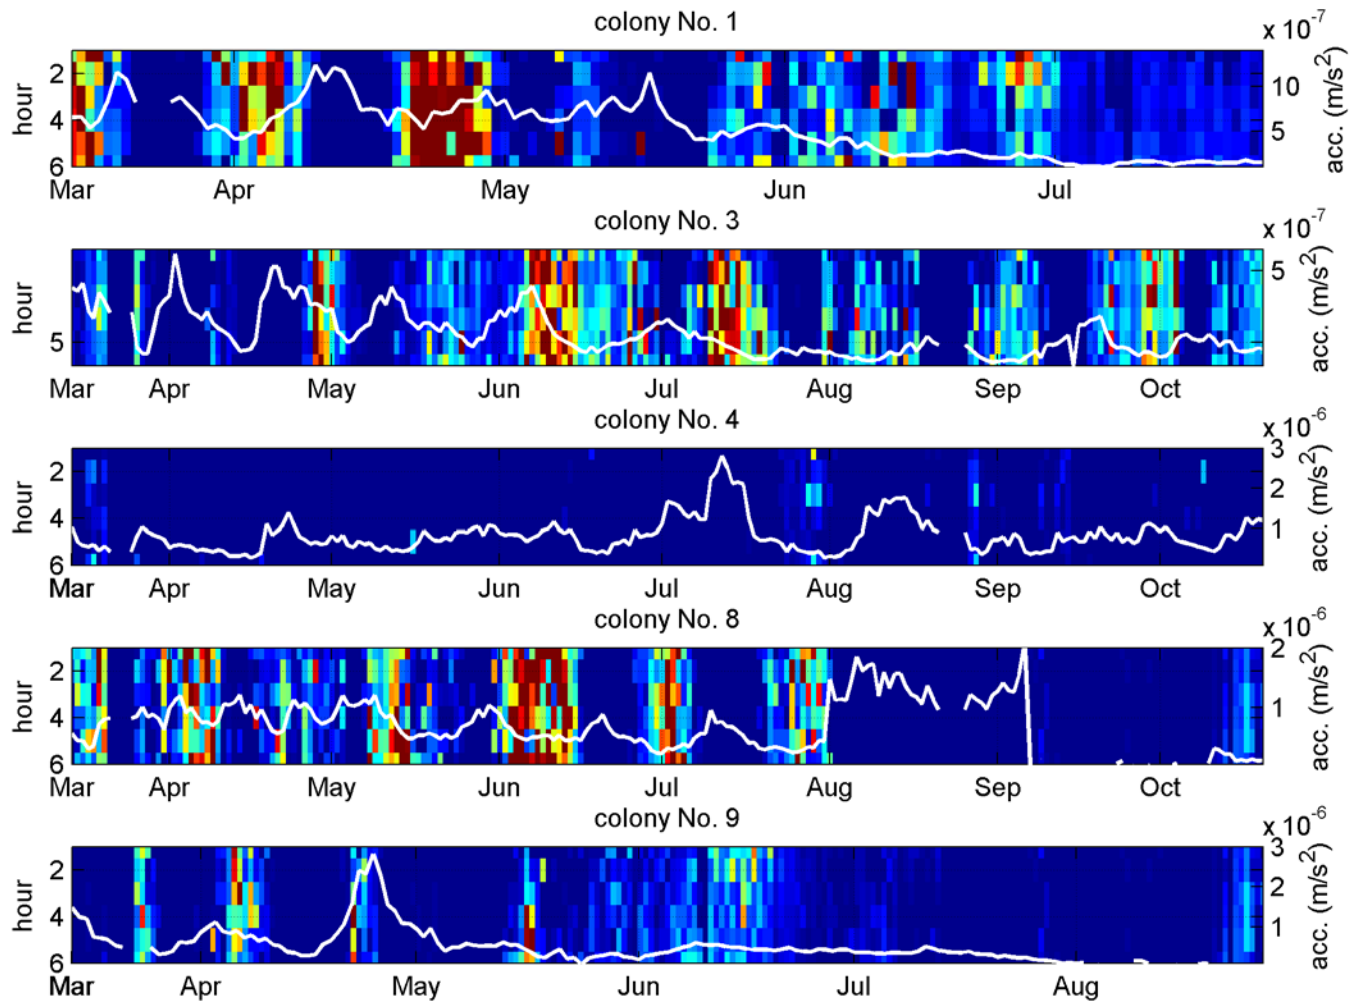 colony No. 1
x 10-7
hour
2
4
6
10
5
acc. (m/s2)
Mar Apr May Jun Jul
colony No. 3
x 10-7
hour
5
5
acc. (m/s2)
Mar Apr May Jun Jul Aug Sep Oct
colony No. 4
x 10-6
hour
2
4
6
3
2
1
acc. (m/s2)
Mar Apr May Jun Jul Aug Sep Oct
colony No. 8
x 10-6
hour
2
4
6
2
1
acc. (m/s2)
Mar Apr May Jun Jul Aug Sep Oct
colony No. 9
x 10-6
hour
2
4
6
3
2
1
acc. (m/s2)
Mar Apr May Jun Jul Aug